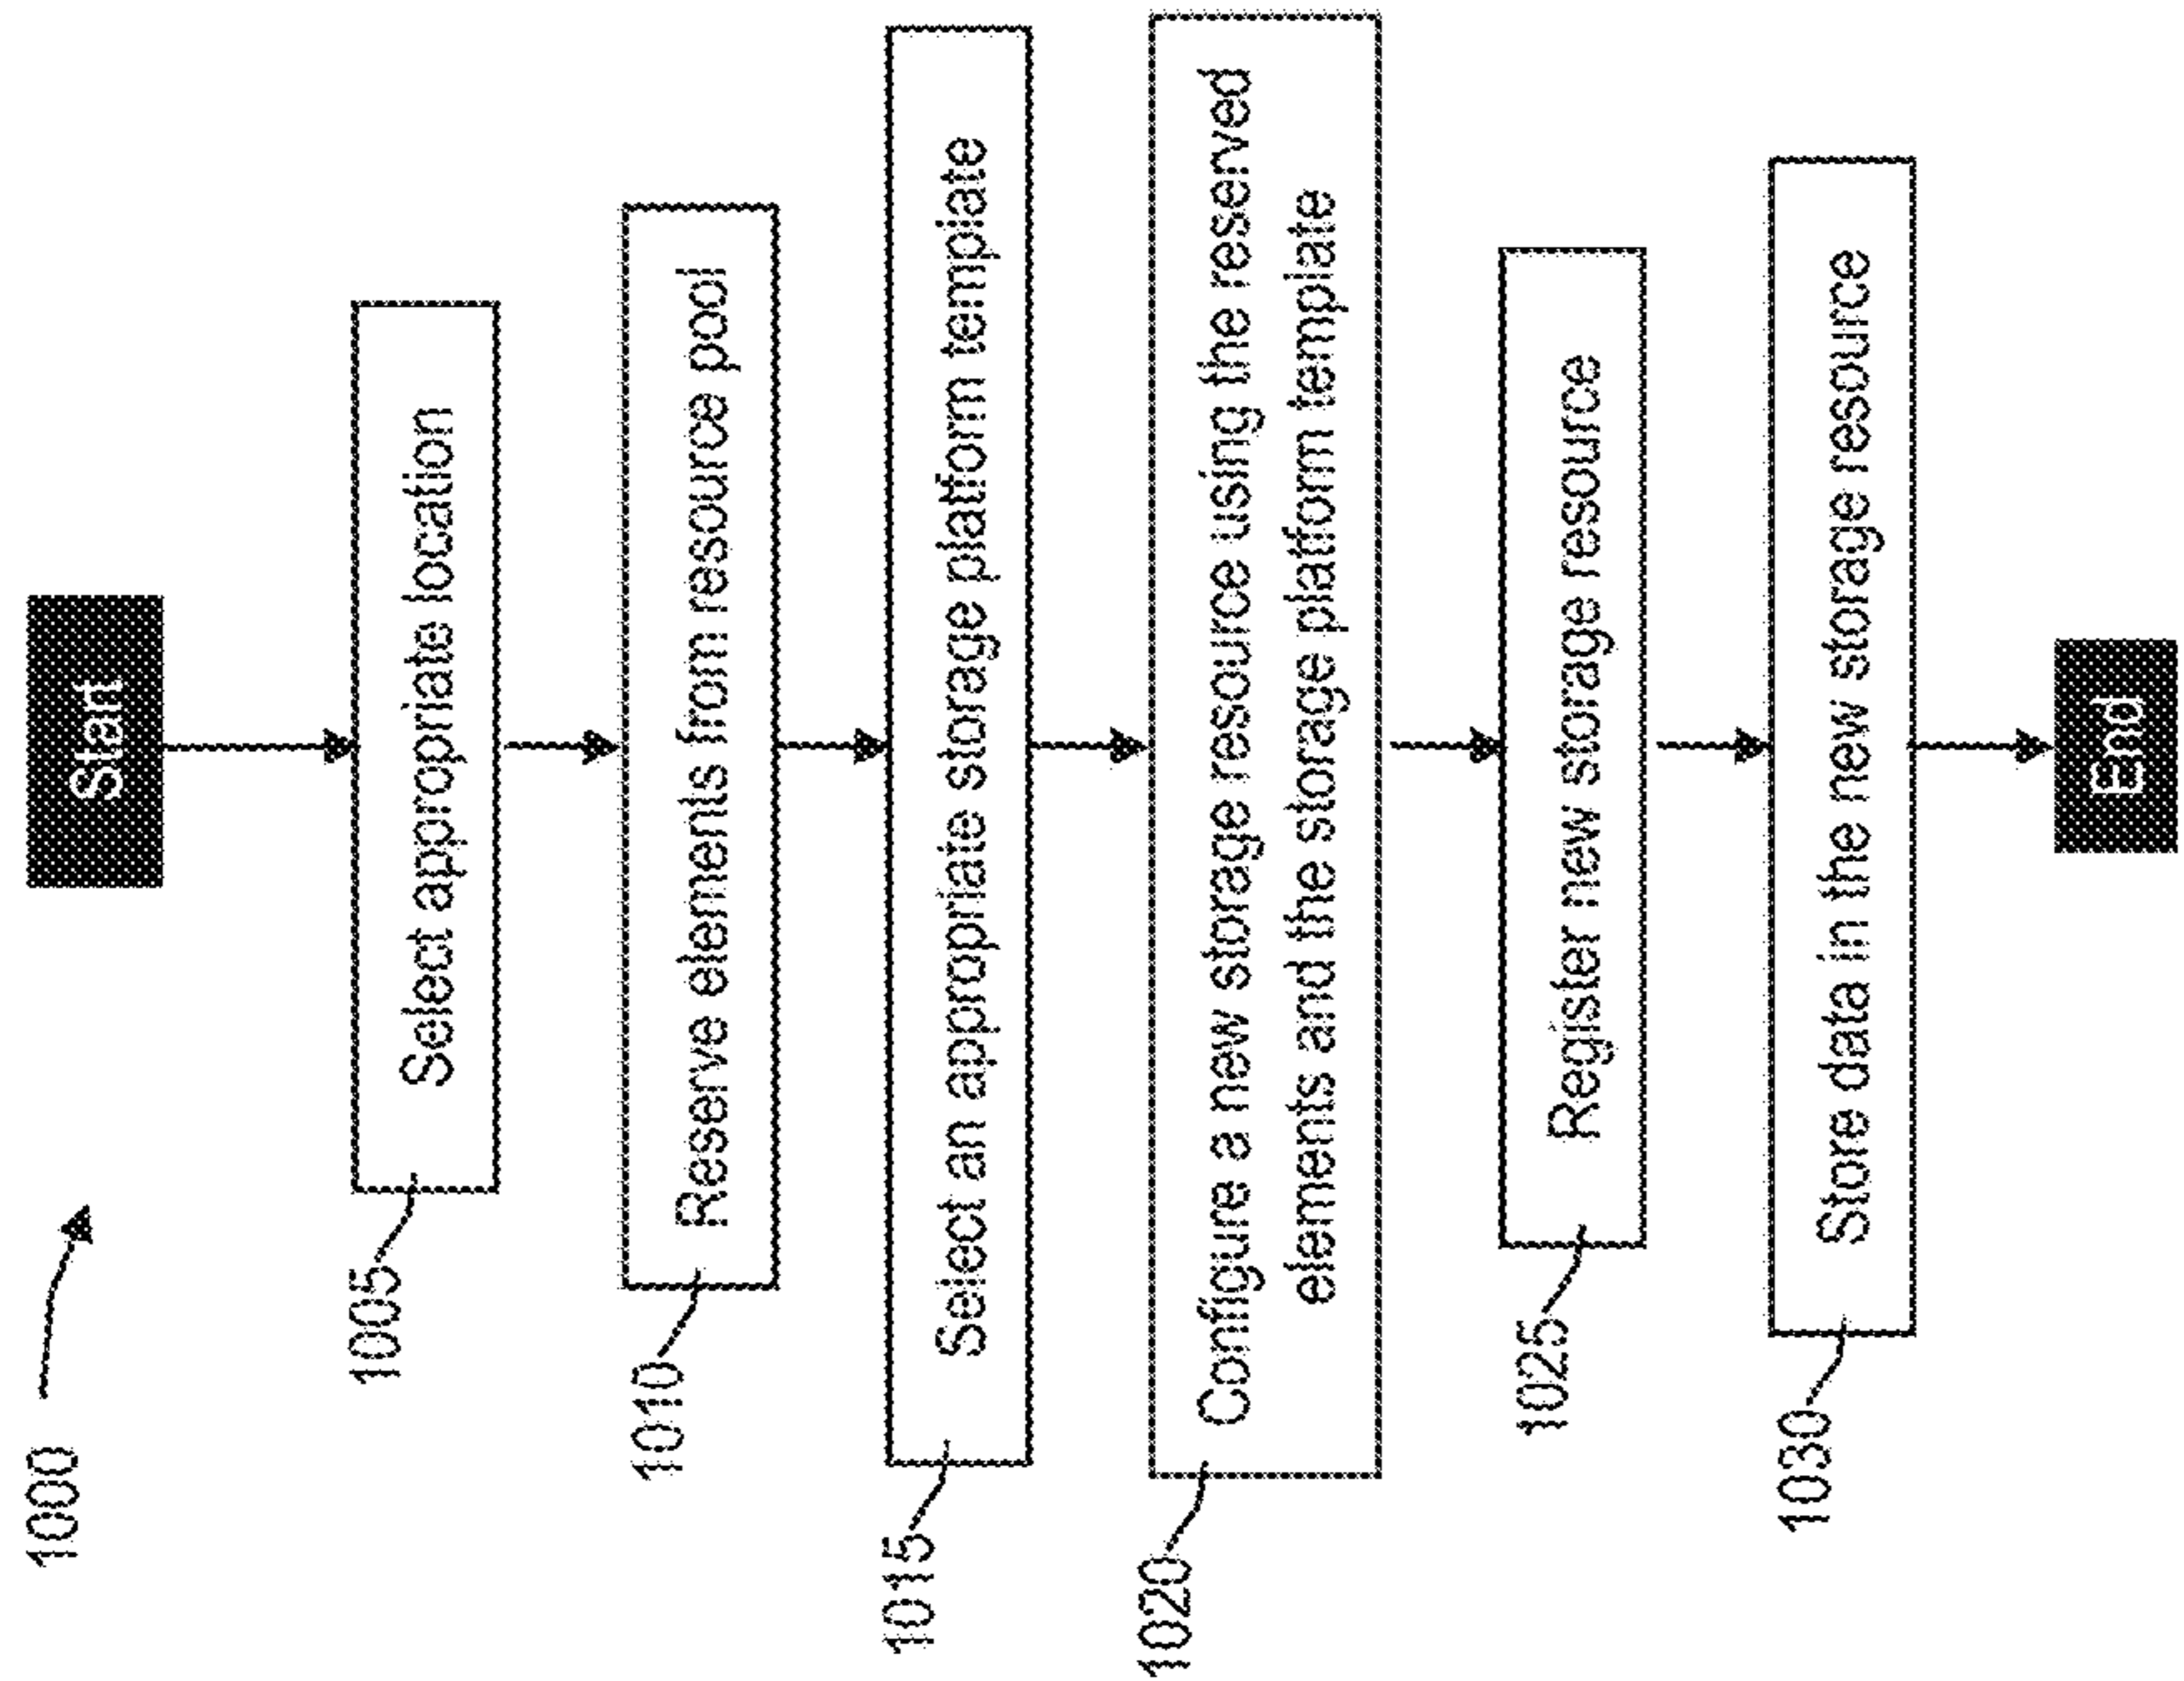 1000
Start
1005
Select appropriate location
1010
Reserve elements from resource pool
1015
Select an appropriate storage platform template
1020
Configure a new storage resource using the reserved
elements and the storage platform template
1025
Register new storage resource
1030
Store data in the new storage resource
End